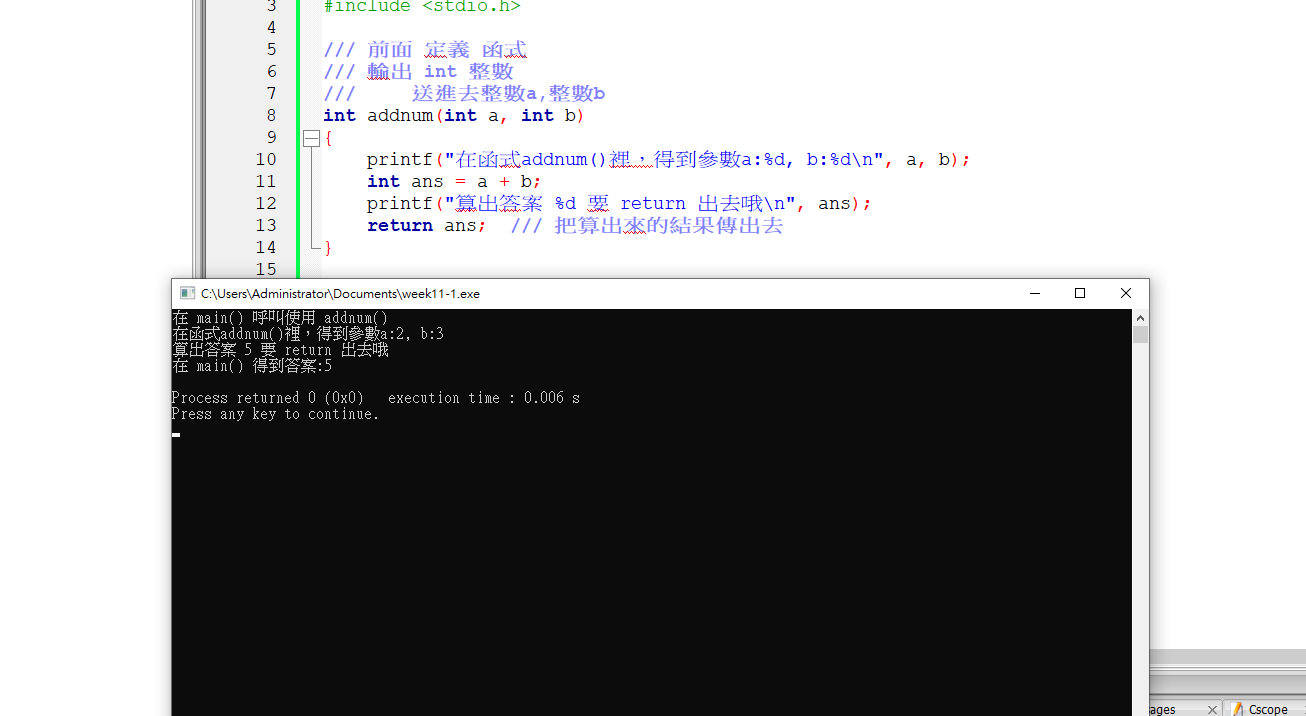 3 #include <stdio.h>
4
5 /// 前面 定義 函式
6 /// 輸出 int 整數
7 /// 送進去整數a,整數b
8 int addnum(int a, int b)
9 {
10 printf("在函式addnum()裡，得到參數a:%d, b:%d\n", a, b);
11 int ans = a + b;
12 printf("算出答案 %d 要 return 出去哦\n", ans);
13 return ans; /// 把算出來的結果傳出去
14 }
15
C:\Users\Administrator\Documents\week11-1.exe
在 main() 呼叫使用 addnum()
在函式addnum()裡，得到參數a:2, b:3
算出答案 5 要 return 出去哦
在 main() 得到答案:5
Process returned 0 (0x0) execution time : 0.006 s
Press any key to continue.
ages Cscope